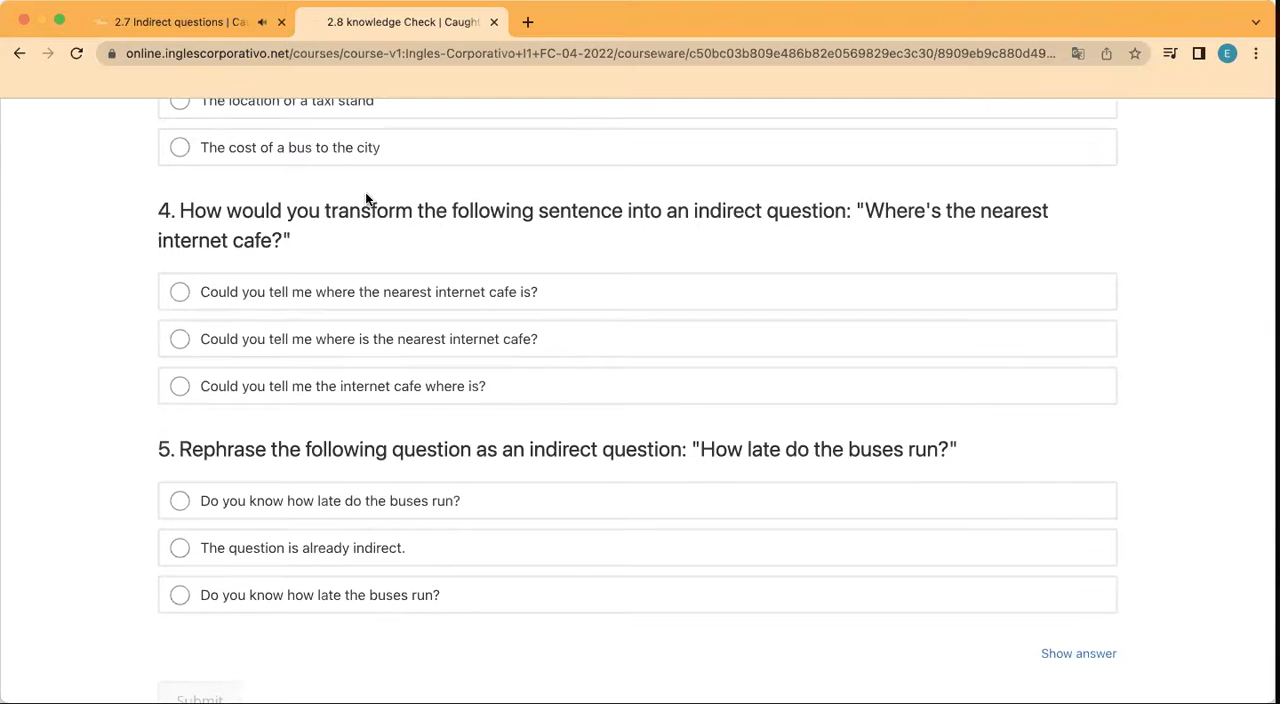 2.7 Indirect questions | Ca
2.8 knowledge Check | Caught
online.inglescorporativo.net/courses/course-v1:Ingles-Corporativo+I1+FC-04-2022/courseware/c50bc03b809e486b82e0569829ec3c30/8909eb9c880d49...
E
The location of a taxi stand
The cost of a bus to the city
4. How would you transform the following sentence into an indirect question: "Where's the nearest
internet cafe?"
Could you tell me where the nearest internet cafe is?
Could you tell me where is the nearest internet cafe?
Could you tell me the internet cafe where is?
5. Rephrase the following question as an indirect question: "How late do the buses run?"
Do you know how late do the buses run?
The question is already indirect.
Do you know how late the buses run?
Show answer
Submit